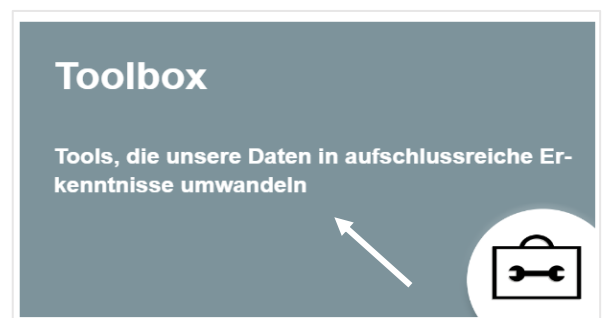 Toolbox
Tools, die unsere Daten in aufschlussreiche Er-
kenntnisse umwandeln